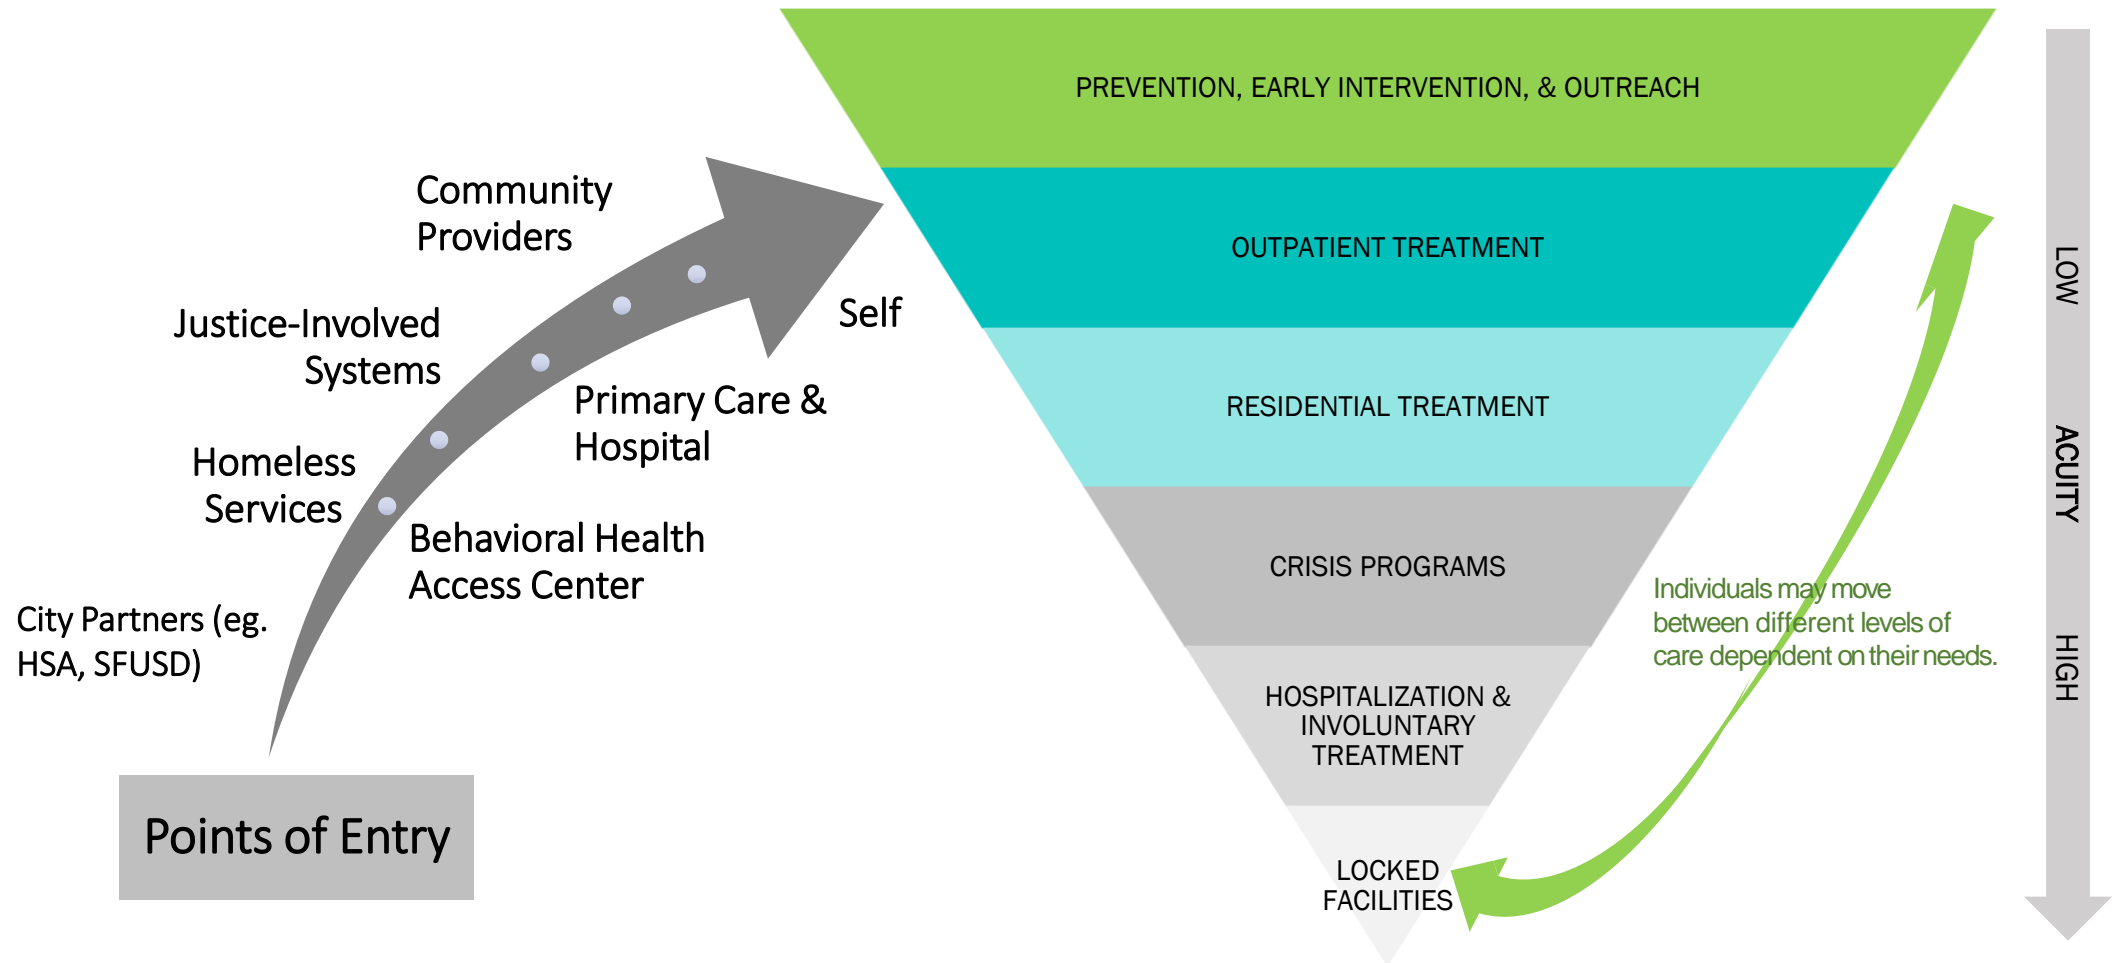 Community
Providers
Justice-Involved
Systems
Homeless
Services
City Partners (eg.
HSA, SFUSD)
Self
Primary Care &
Hospital
Behavioral Health
Access Center
Points of Entry
PREVENTION, EARLY INTERVENTION, & OUTREACH
OUTPATIENT TREATMENT
RESIDENTIAL TREATMENT
CRISIS PROGRAMS
HOSPITALIZATION &
INVOLUNTARY
TREATMENT
LOCKED
FACILITIES
Individuals may move
between different levels of
care dependent on their needs.
LOW
ACUITY
HIGH